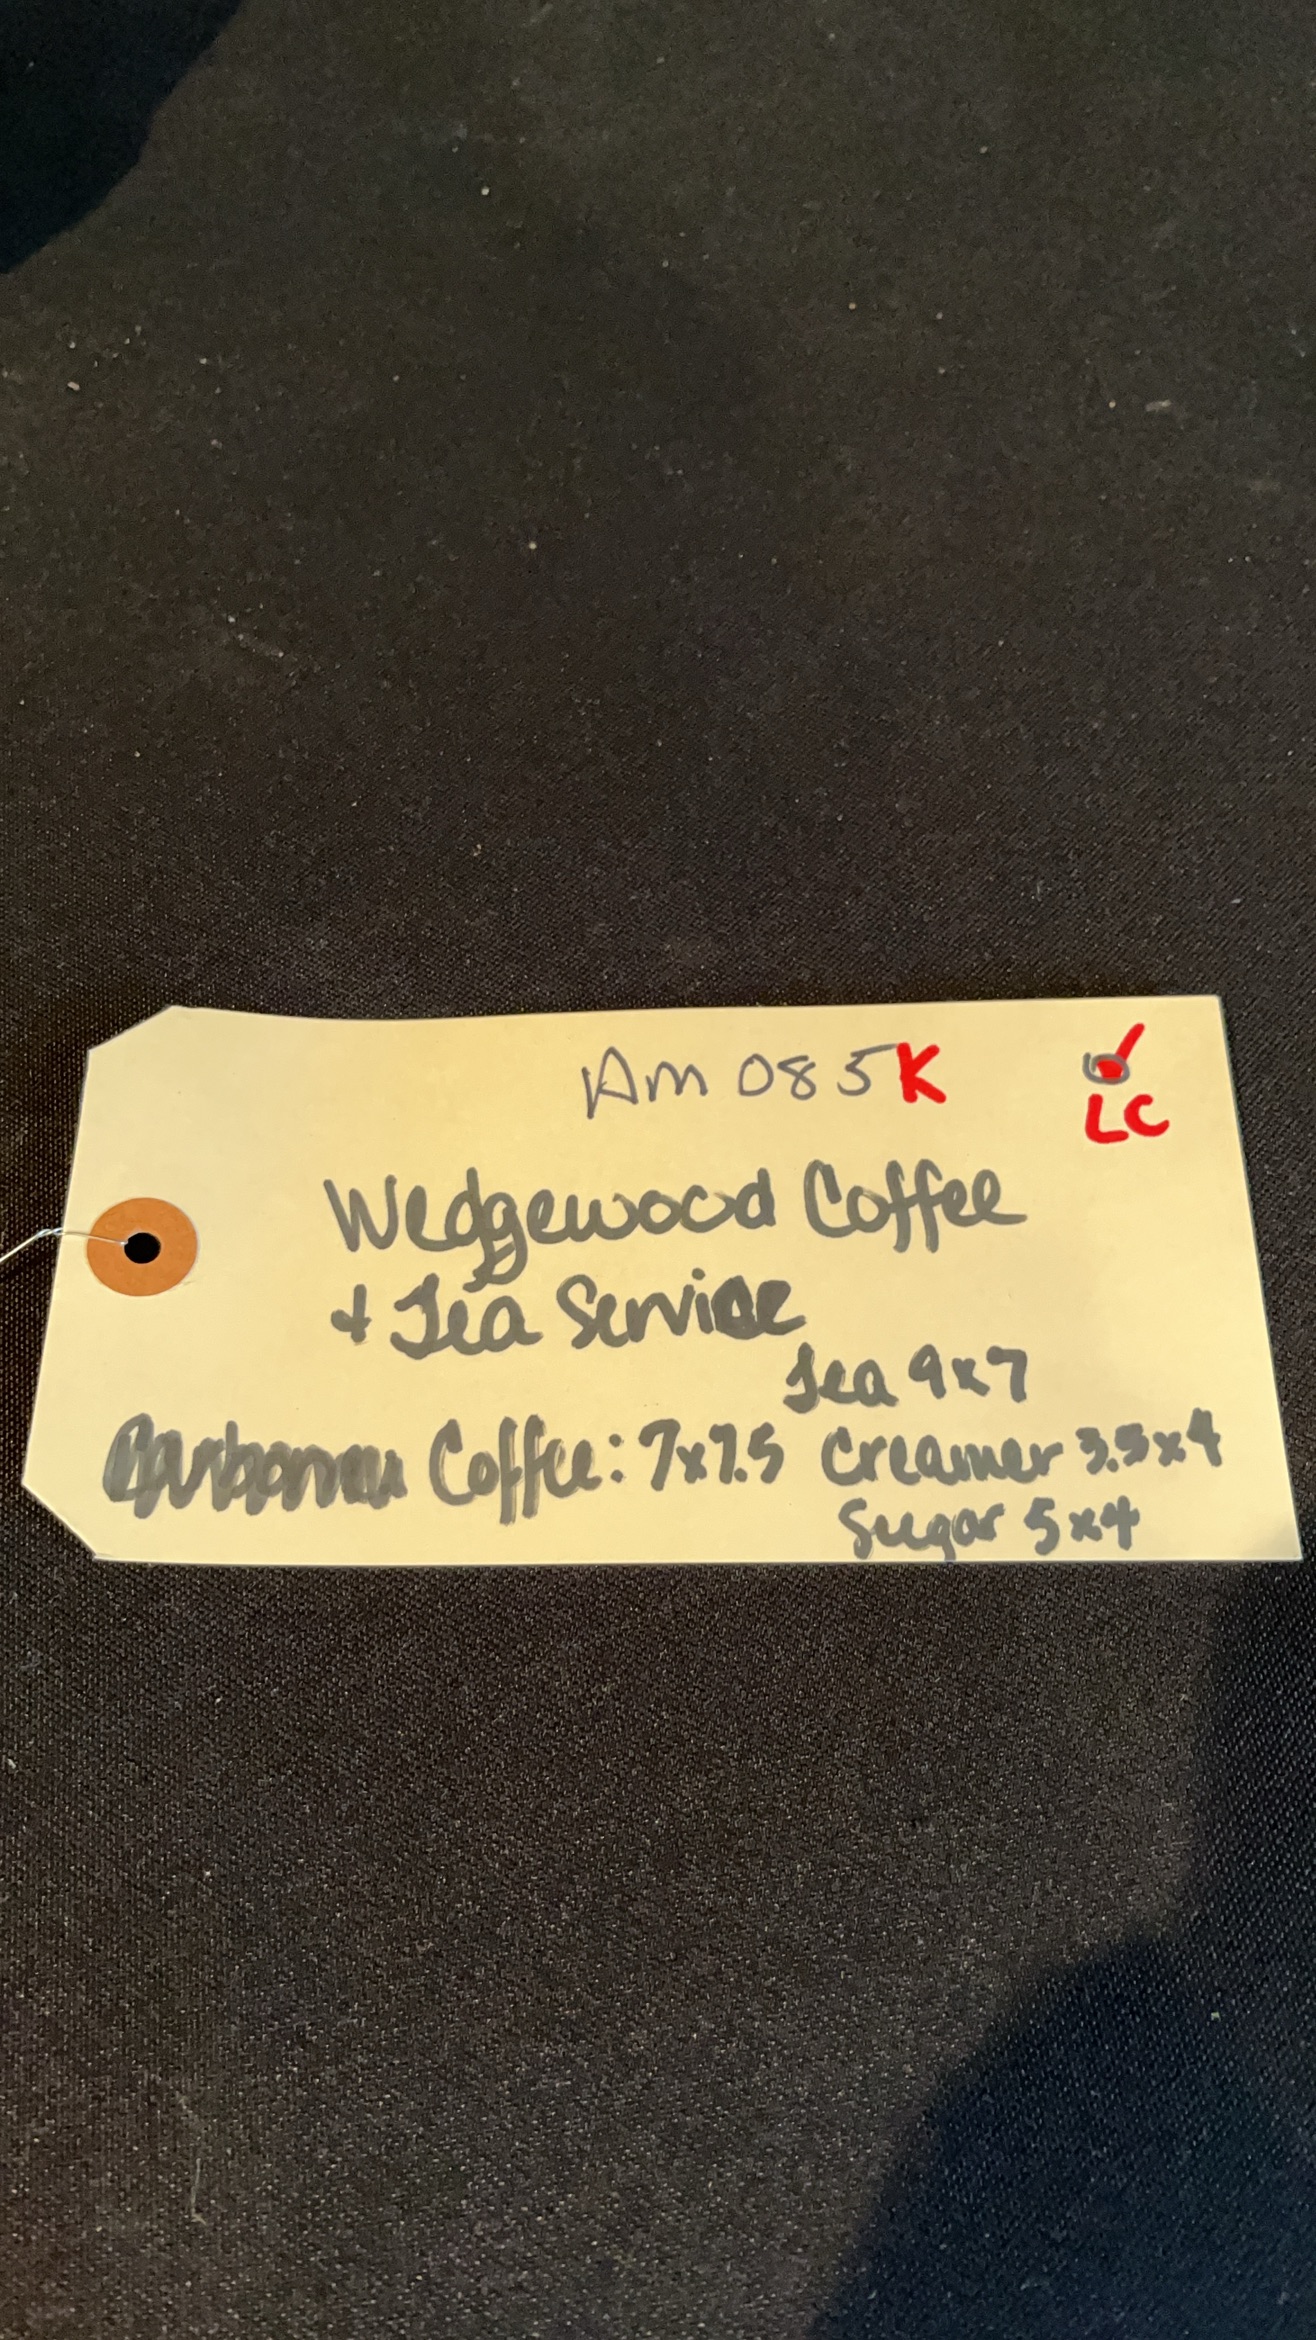 Am 085K
LC
Wedgewood Coffee
+ Tea Service
Tea 9x7
Coffee: 7x7.5 Creamer 3.5x4
Sugar 5x4